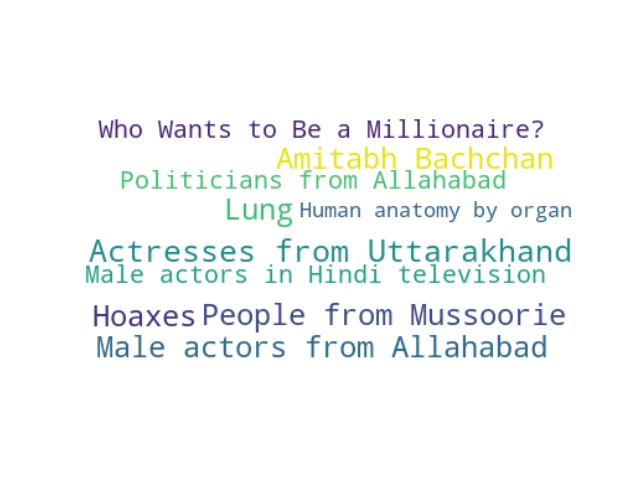 Who Wants to Be a Millionaire?
Amitabh Bachchan
Politicians from Allahabad
Lung Human anatomy by organ
Actresses from Uttarakhand
Male actors in Hindi television
Hoaxes People from Mussoorie
Male actors from Allahabad